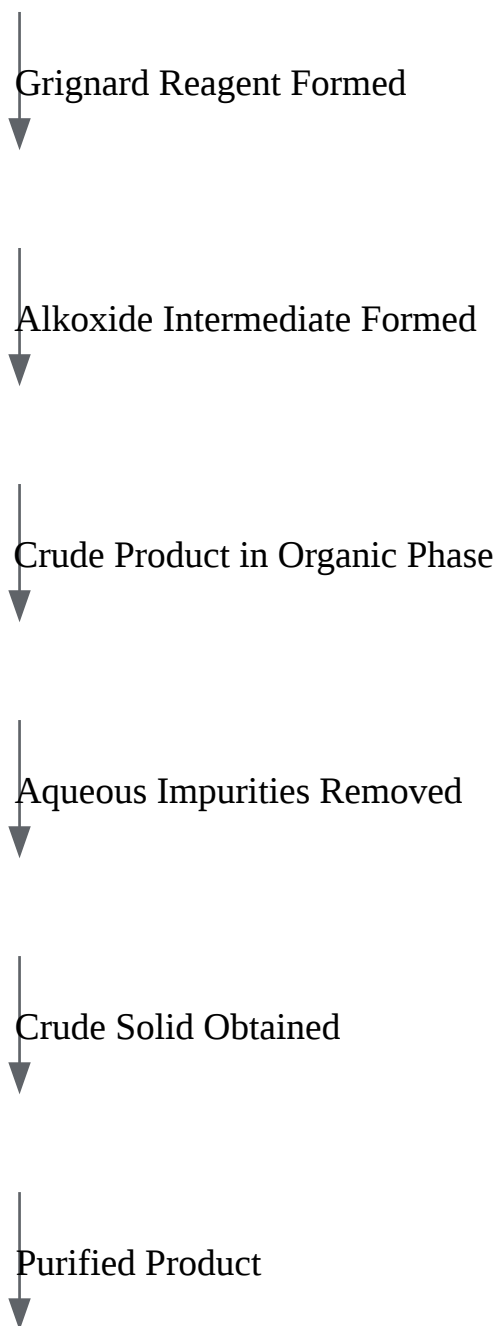 Grignard Reagent Formed
Alkoxide Intermediate Formed
Crude Product in Organic Phase
Aqueous Impurities Removed
Crude Solid Obtained
Purified Product